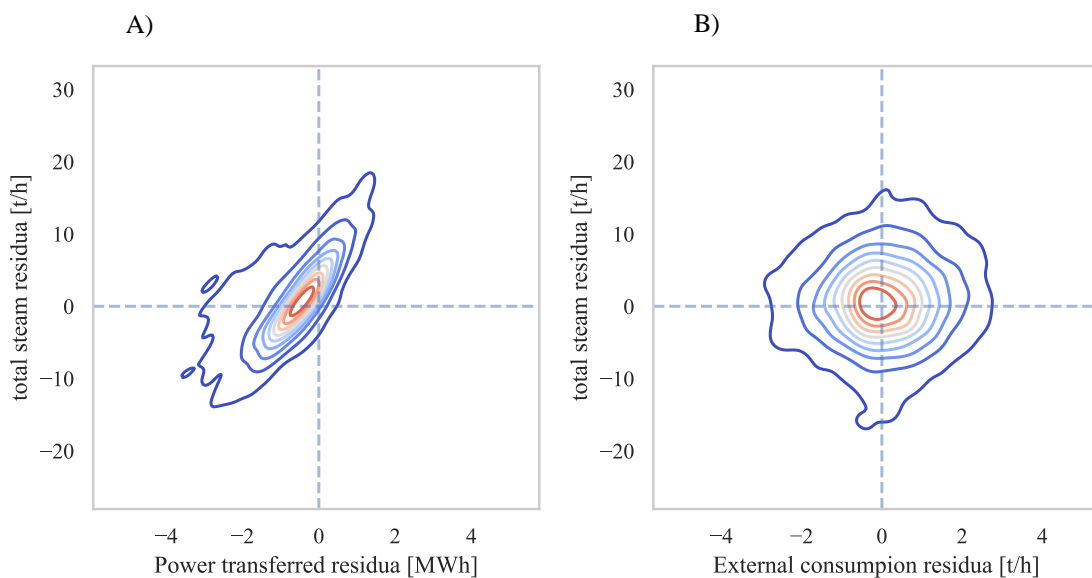 A)
30
20
10
0
−10
−20
total steam residua [t/h]
−4 −2 0 2 4
Power transferred residua [MWh]
B)
30
20
10
0
−10
−20
total steam residua [t/h]
−4 −2 0 2 4
External consumpion residua [t/h]